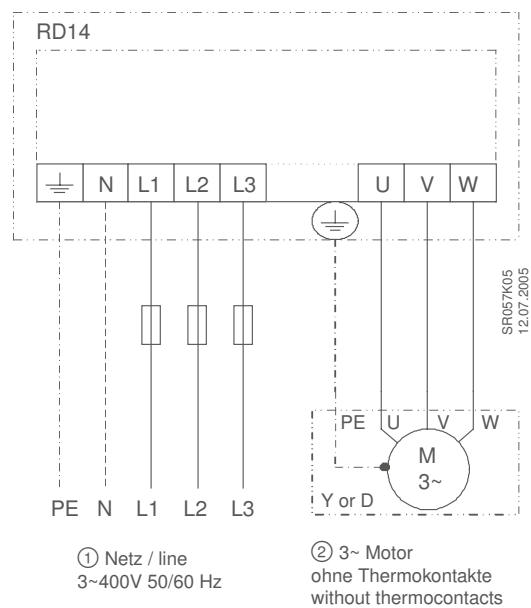 RD14
N L1 L2 L3 U V W
SR057K05
12.07.2005
PE U V W
M
3~
Y or D
PE N L1 L2 L3
① Netz / line
3~400V 50/60 Hz
② 3~ Motor
ohne Thermokontakte
without thermocontacts